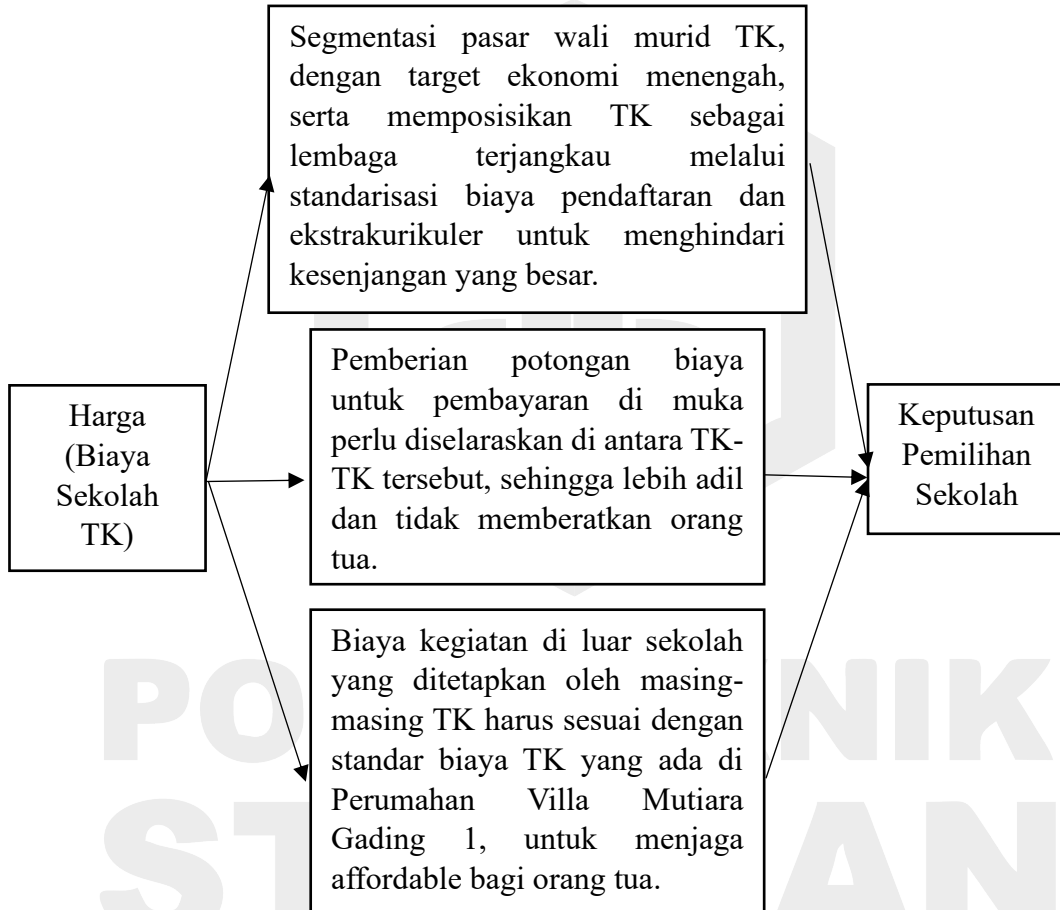 Segmentasi pasar wali murid TK,
dengan target ekonomi menengah,
serta memposisikan TK sebagai
lembaga terjangkau melalui
standarisasi biaya pendaftaran dan
ekstrakurikuler untuk menghindari
kesenjangan yang besar.
Harga
(Biaya
Sekolah
TK)
Pemberian potongan biaya
untuk pembayaran di muka
perlu diselaraskan di antara TK-
TK tersebut, sehingga lebih adil
dan tidak memberatkan orang
tua.
Keputusan
Pemilihan
Sekolah
Biaya kegiatan di luar sekolah
yang ditetapkan oleh masing-
masing TK harus sesuai dengan
standar biaya TK yang ada di
Perumahan Villa Mutiara
Gading 1, untuk menjaga
affordable bagi orang tua.